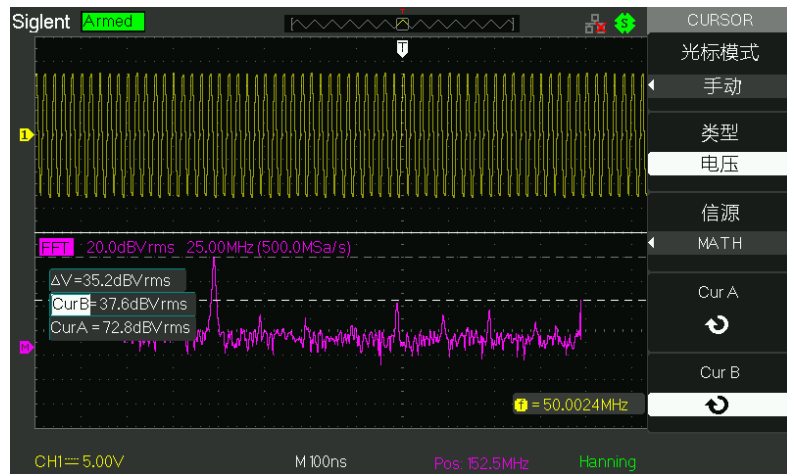 Siglent Armed
T
CURSOR
光标模式
手动
类型
电压
信源
MATH
Cur A
Cur B
1
FFT 20.0dBVrms 25.00MHz (500.0MSa/s)
ΔV=35.2dBVrms
CurB=37.6dBVrms
CurA=72.8dBVrms
M
f = 50.0024MHz
CH1 5.00V M 100ns Pos: 152.5MHz Hanning